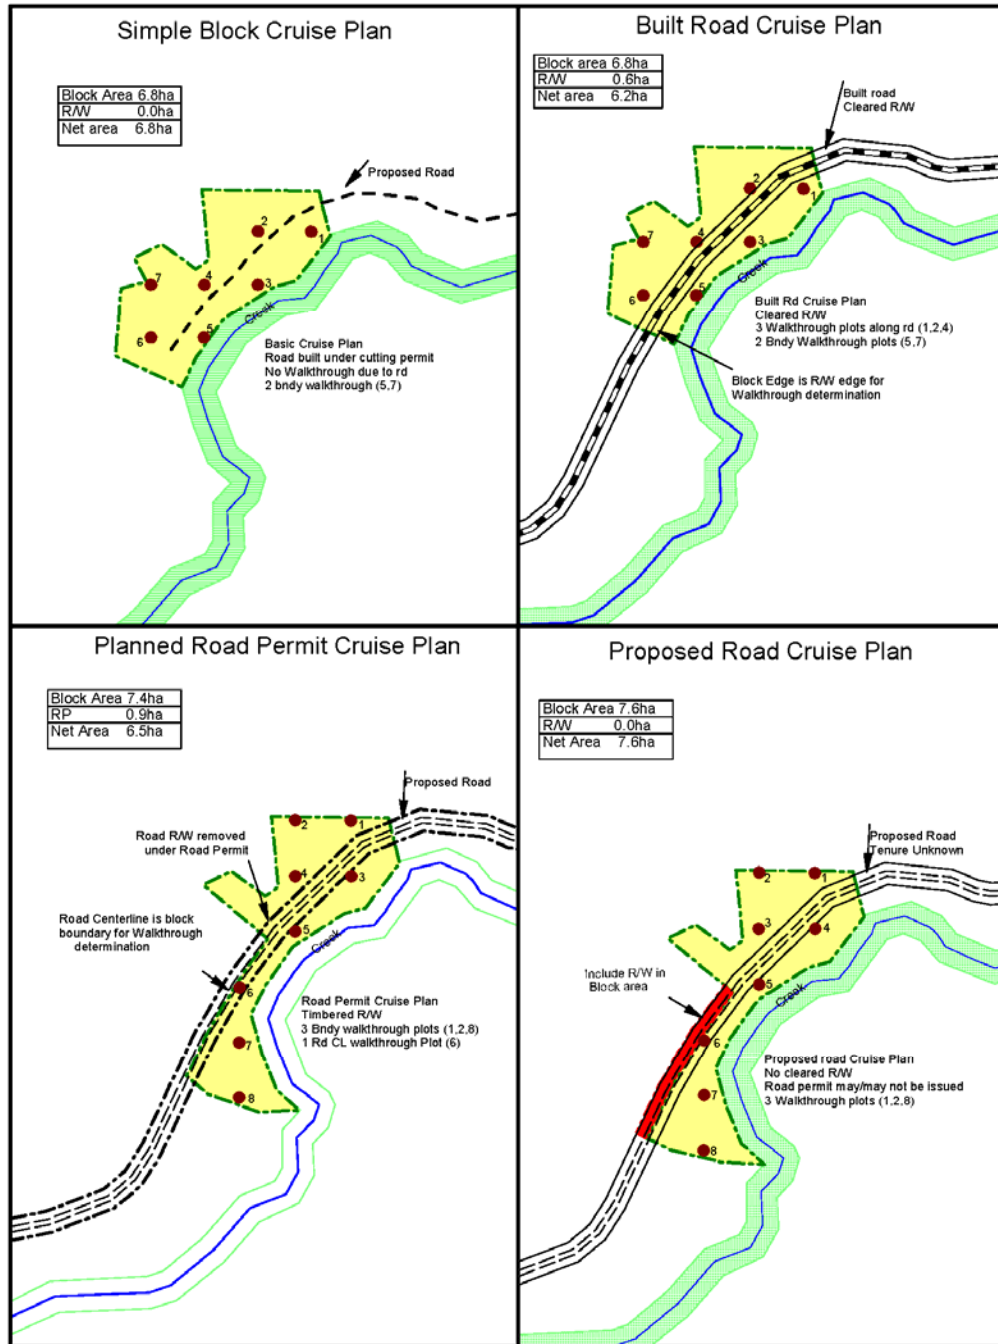 Simple Block Cruise Plan
Block Area 6.8ha
R/W 0.0ha
Net area 6.8ha
Proposed Road
2
1
7
4
3
6
5
Creek
Basic Cruise Plan
Road built under cutting permit
No Walkthrough due to rd
2 bndy walkthrough (5,7)
Built Road Cruise Plan
Block area 6.8ha
R/W 0.6ha
Net area 6.2ha
Built road
Cleared R/W
2
1
7
4
3
6
5
Creek
Built Rd Cruise Plan
Cleared R/W
3 Walkthrough plots along rd (1,2,4)
2 Bndy Walkthrough plots (5,7)
Block Edge is R/W edge for
Walkthrough determination
Planned Road Permit Cruise Plan
Block Area 7.4ha
RP 0.9ha
Net Area 6.5ha
Proposed Road
Road R/W removed
under Road Permit
2
1
4
3
5
Creek
Road Centerline is block
boundary for Walkthrough
determination
6
7
8
Road Permit Cruise Plan
Timbered R/W
3 Bndy walkthrough plots (1,2,8)
1 Rd CL walkthrough Plot (6)
Proposed Road Cruise Plan
Block Area 7.6ha
R/W 0.0ha
Net Area 7.6ha
Proposed Road
Tenure Unknown
2
1
3
4
5
Creek
Include R/W in
Block area
6
7
8
Proposed road Cruise Plan
No cleared R/W
Road permit may/may not be issued
3 Walkthrough plots (1,2,8)